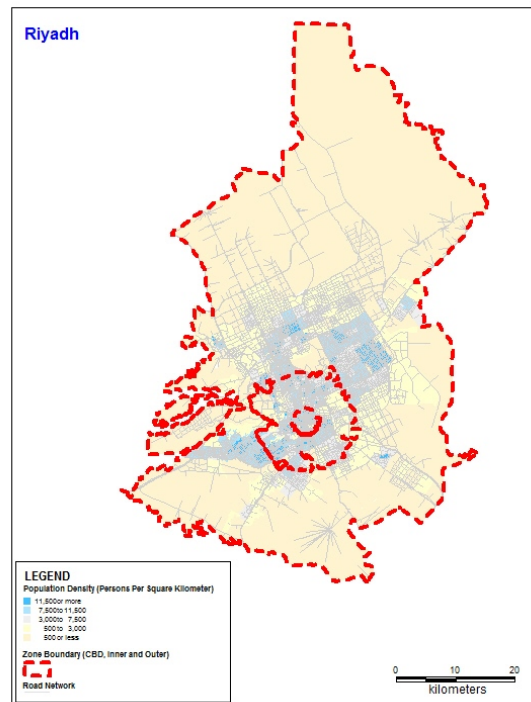 Riyadh
LEGEND
Population Density (Persons Per Square Kilometer)
11,500 or more
7,500 to 11,500
3,000 to 7,500
500 to 3,000
500 or less
Zone Boundary (CBD, Inner and Outer)
Road Network
0 10 20
kilometers